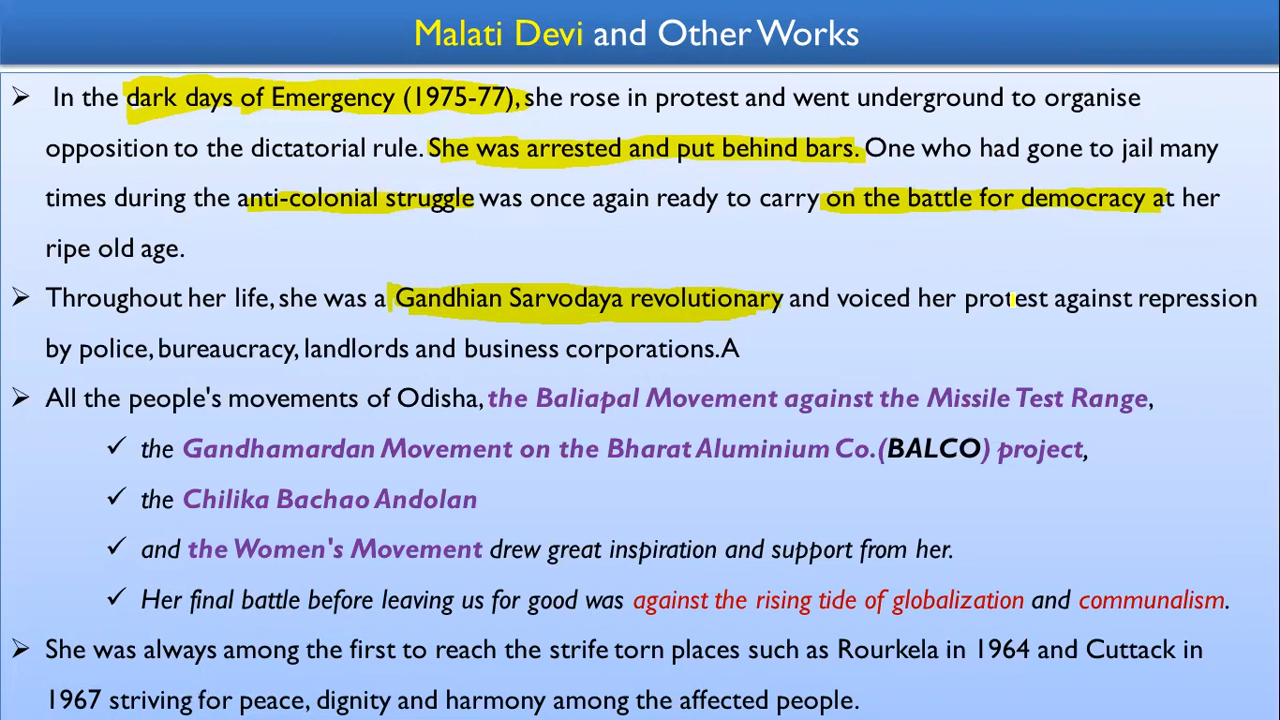 Malati Devi and Other Works
➢ In the dark days of Emergency (1975-77), she rose in protest and went underground to organise
opposition to the dictatorial rule. She was arrested and put behind bars. One who had gone to jail many
times during the anti-colonial struggle was once again ready to carry on the battle for democracy at her
ripe old age.
➢ Throughout her life, she was a Gandhian Sarvodaya revolutionary and voiced her protest against repression
by police, bureaucracy, landlords and business corporations. A
➢ All the people's movements of Odisha, the Baliapal Movement against the Missile Test Range,
✓ the Gandhamardan Movement on the Bharat Aluminium Co.(BALCO) project,
✓ the Chilika Bachao Andolan
✓ and the Women's Movement drew great inspiration and support from her.
✓ Her final battle before leaving us for good was against the rising tide of globalization and communalism.
➢ She was always among the first to reach the strife torn places such as Rourkela in 1964 and Cuttack in
1967 striving for peace, dignity and harmony among the affected people.